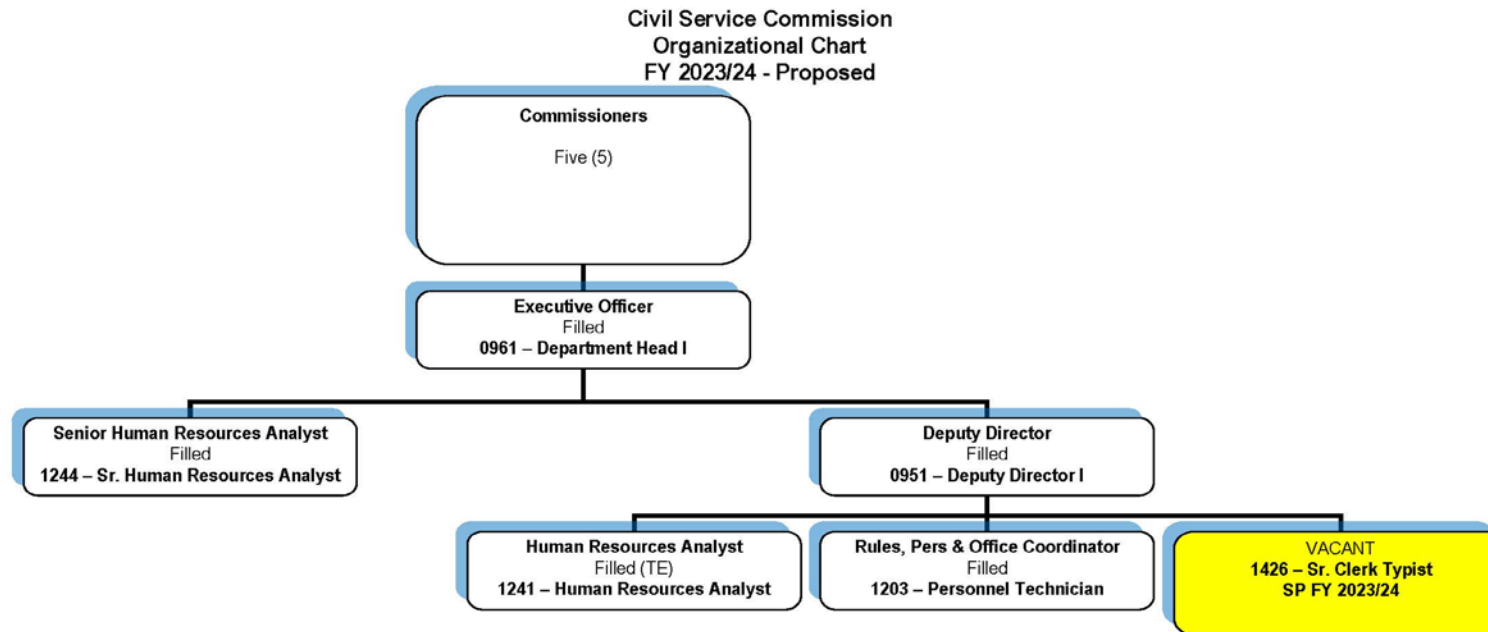 Civil Service Commission
Organizational Chart
FY 2023/24 - Proposed
Commissioners
Five (5)
Executive Officer
Filled
0961 – Department Head I
Senior Human Resources Analyst
Filled
1244 – Sr. Human Resources Analyst
Deputy Director
Filled
0951 – Deputy Director I
Human Resources Analyst
Filled (TE)
1241 – Human Resources Analyst
Rules, Pers & Office Coordinator
Filled
1203 – Personnel Technician
VACANT
1426 – Sr. Clerk Typist
SP FY 2023/24